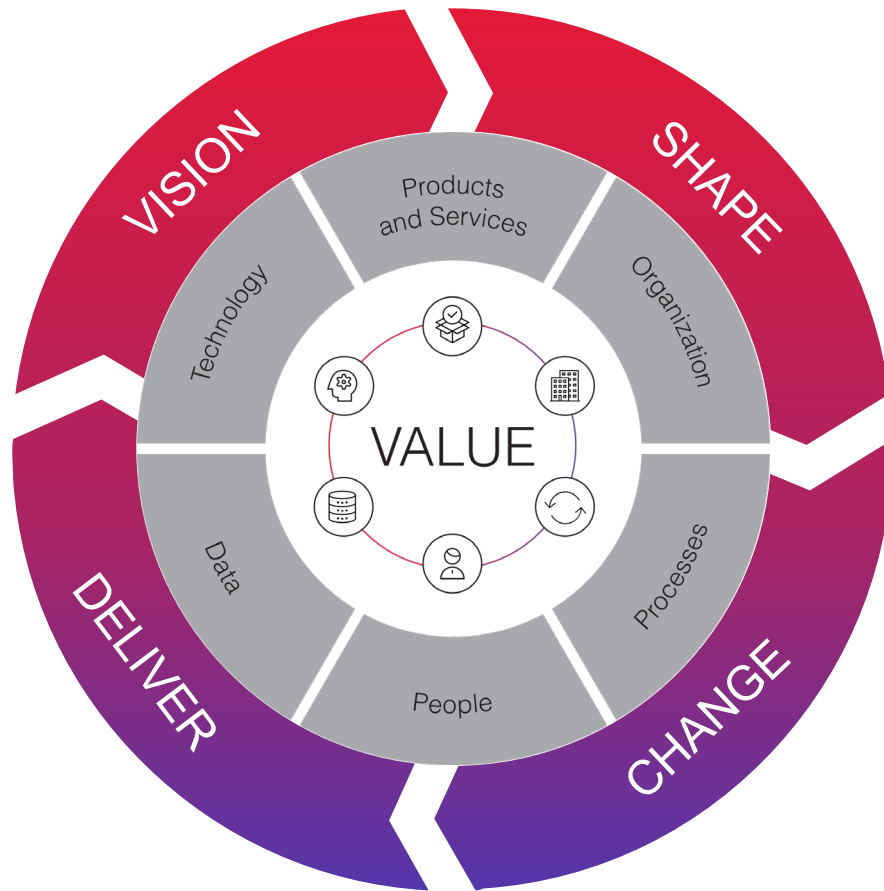 VISION
SHAPE
Products
and Services
Technology
Organization
VALUE
Data
Processes
People
DELIVER
CHANGE